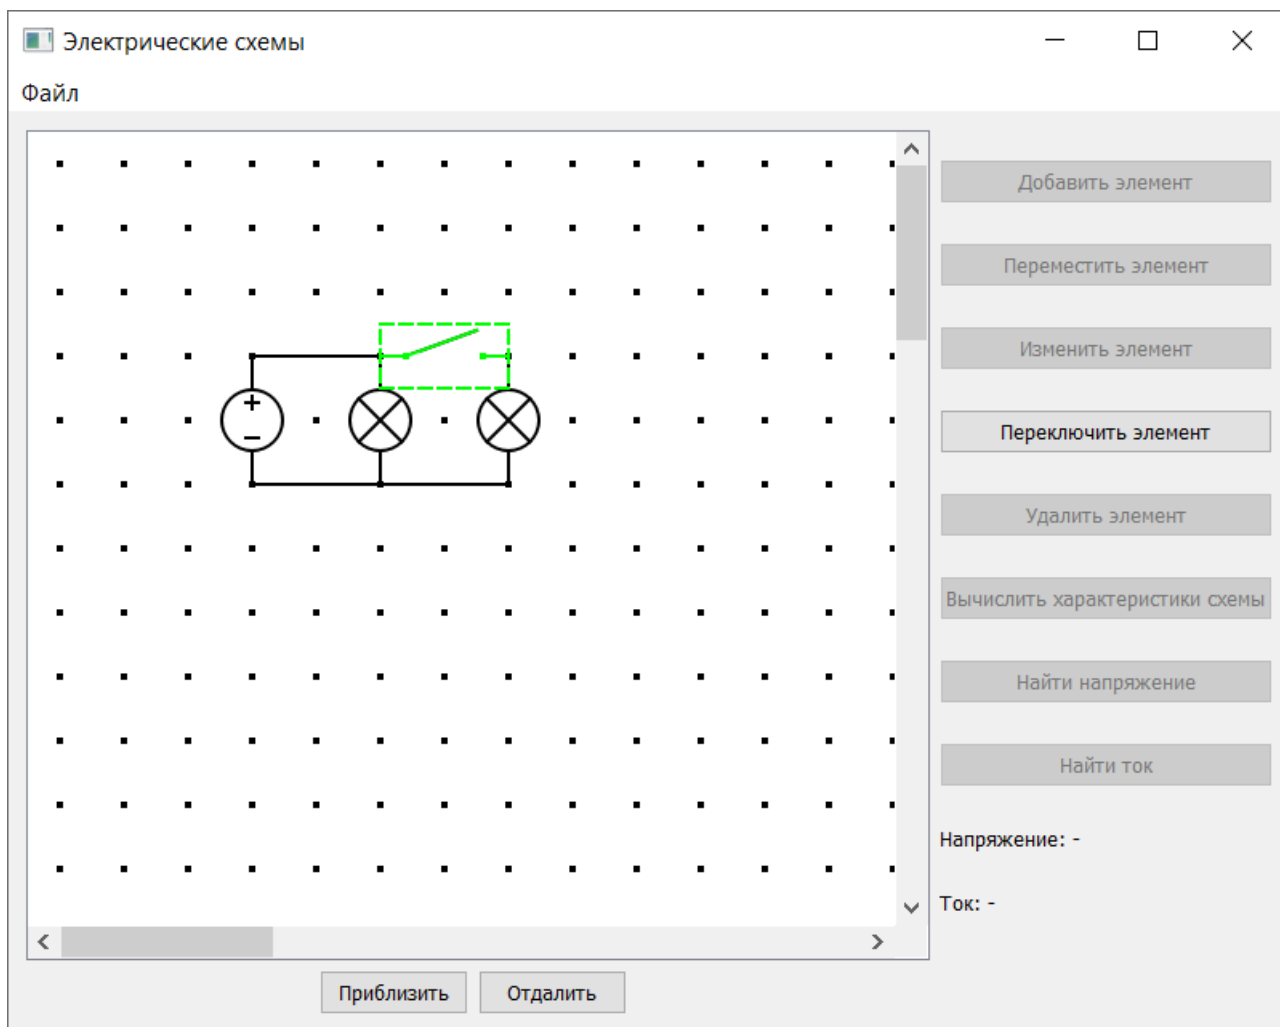 Электрические схемы
Файл
Добавить элемент
Переместить элемент
Изменить элемент
Переключить элемент
Удалить элемент
Вычислить характеристики схемы
Найти напряжение
Найти ток
Напряжение: -
Ток: -
Приблизить
Отдалить